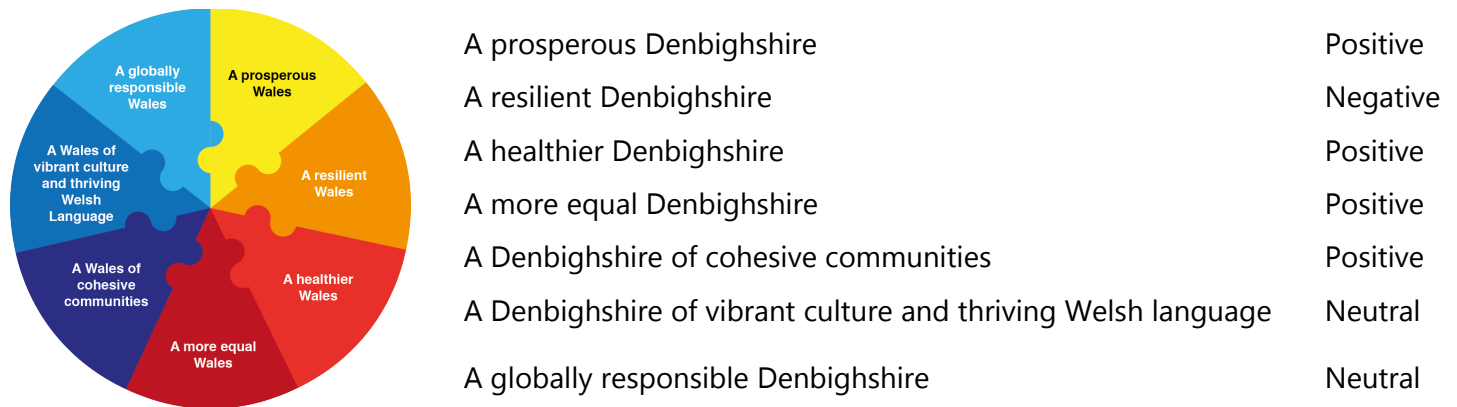 A globally
responsible
Wales
A prosperous
Wales
A resilient
Wales
A healthier
Wales
A more equal
Wales
A Wales of
cohesive
communities
A Wales of
vibrant culture
and thriving
Welsh
Language
A prosperous Denbighshire Positive
A resilient Denbighshire Negative
A healthier Denbighshire Positive
A more equal Denbighshire Positive
A Denbighshire of cohesive communities Positive
A Denbighshire of vibrant culture and thriving Welsh language Neutral
A globally responsible Denbighshire Neutral